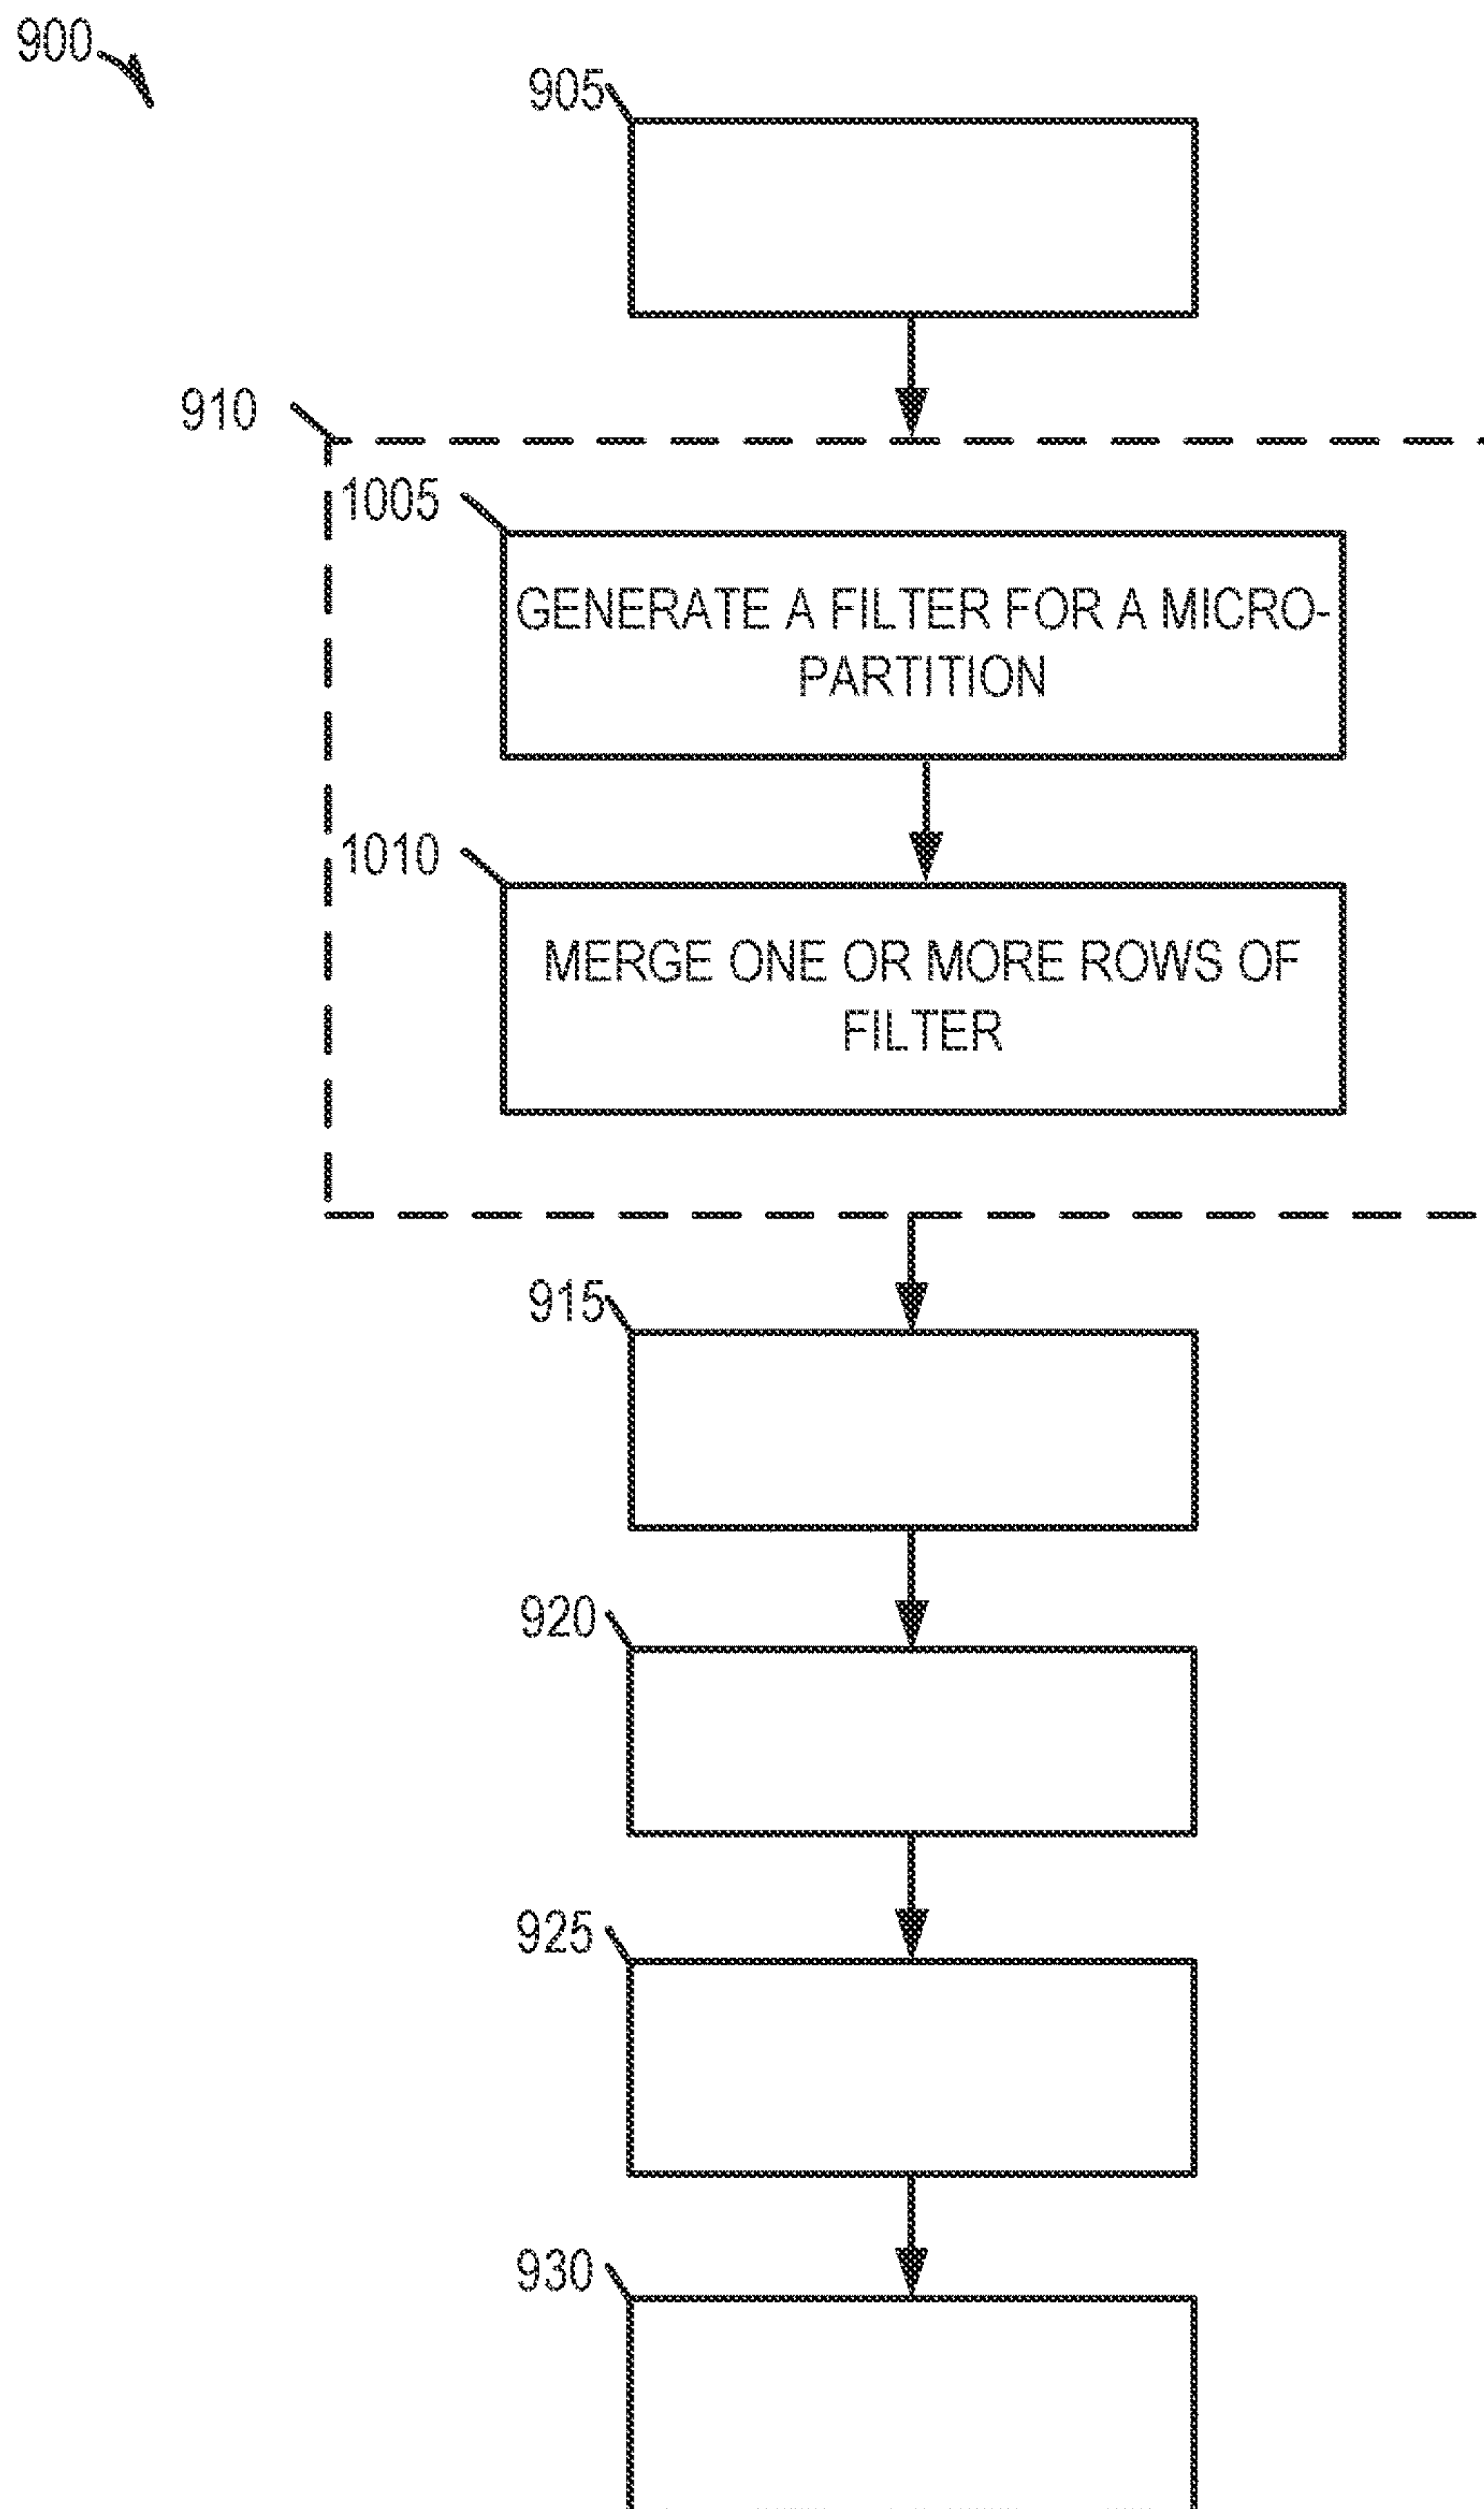 900
905
910
1005
GENERATE A FILTER FOR A MICRO-
PARTITION
1010
MERGE ONE OR MORE ROWS OF
FILTER
915
920
925
930